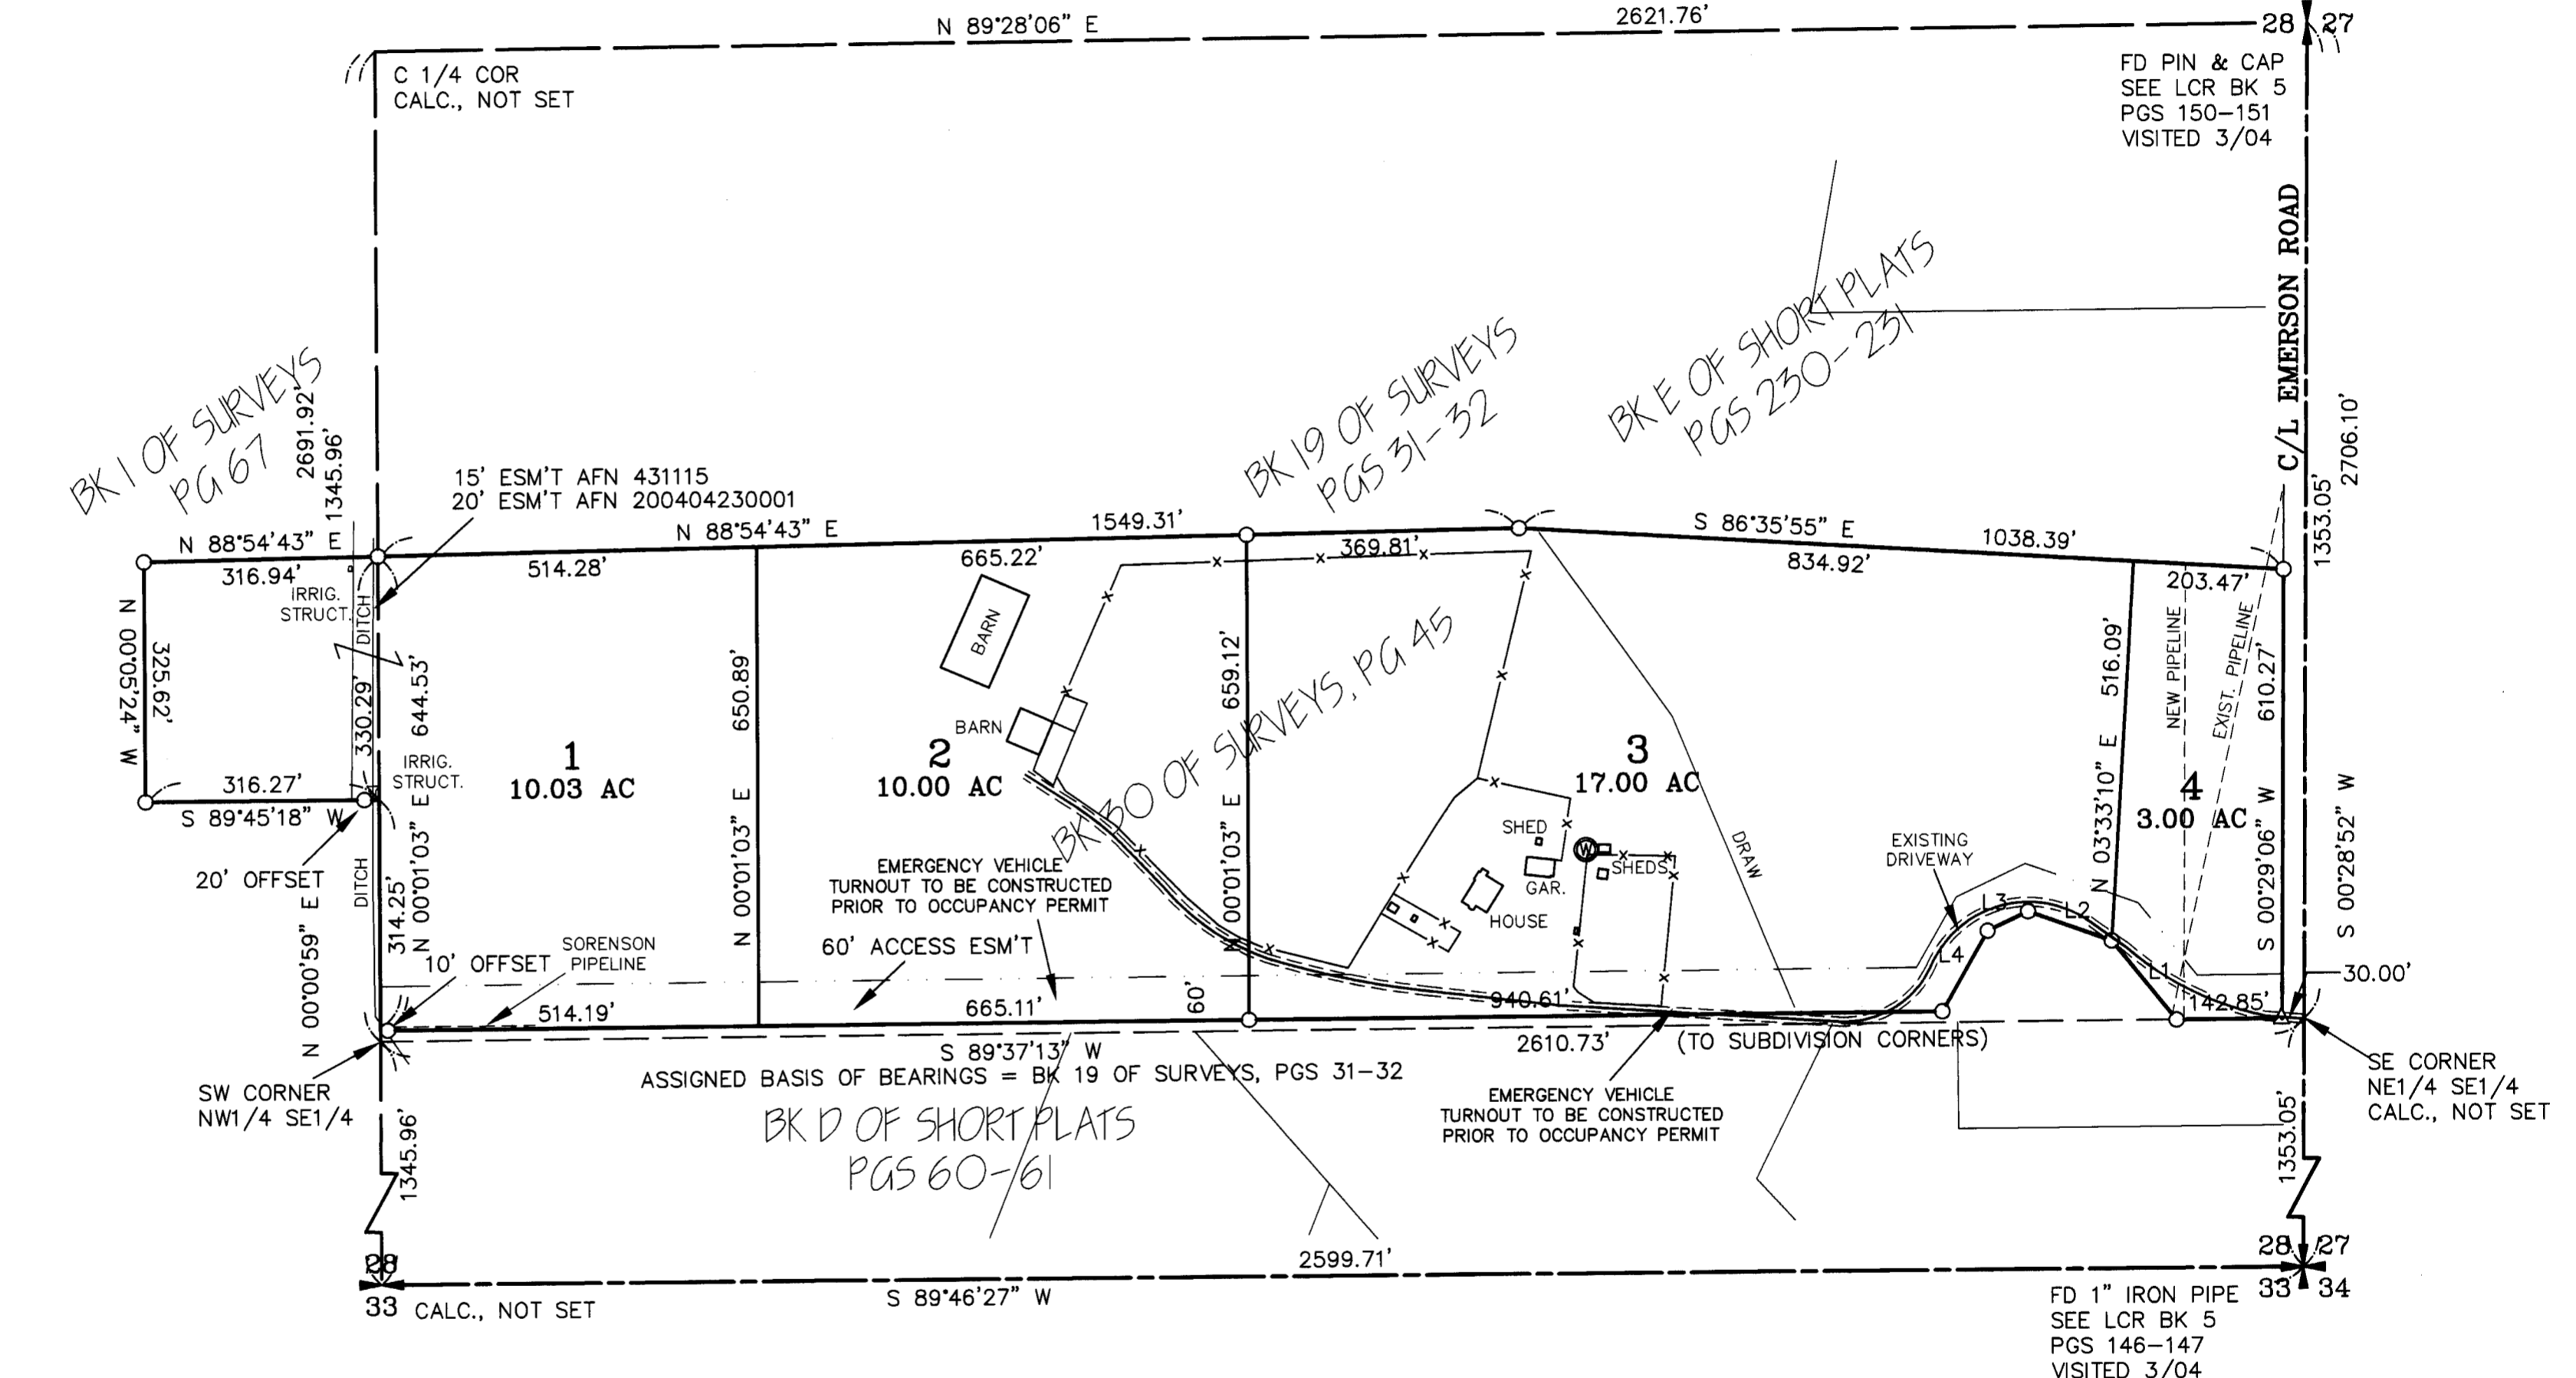 N 89°28'06" E
2621.76'
28 27
C 1/4 COR
CALC., NOT SET
FD PIN & CAP
SEE LCR BK 5
PGS 150-151
VISITED 3/04
C/L EMERSON ROAD
2706.10'
1353.05'
BK 1 OF SURVEYS
PG 67
2691.92'
1345.96'
BK 19 OF SURVEYS
PGS 31-32
BK E OF SHORT PLATS
PGS 230-231
15' ESM'T AFN 431115
20' ESM'T AFN 200404230001
N 88°54'43" E
316.94'
N 88°54'43" E
1549.31'
514.28'
665.22'
369.81'
S 86°35'55" E
1038.39'
834.92'
203.47'
IRRIG.
STRUCT.
DITCH
N 00°05'24" W
325.62'
330.29'
644.53'
650.89'
BARN
BARN
659.12'
BK 30 OF SURVEYS, PG 45
516.09'
N 03°33'10" E
NEW PIPELINE
EXIST. PIPELINE
610.27'
S 00°29'06" W
S 00°28'52" W
1
10.03 AC
2
10.00 AC
3
17.00 AC
4
3.00 AC
IRRIG.
STRUCT.
316.27'
S 89°45'18" W
20' OFFSET
DITCH
314.25'
N 00°01'03" E
N 00°01'03" E
N 00°01'03" E
N 00°00'59" E
SHED
W
SHEDS
GAR.
HOUSE
DRAW
EXISTING
DRIVEWAY
EMERGENCY VEHICLE
TURNOUT TO BE CONSTRUCTED
PRIOR TO OCCUPANCY PERMIT
60' ACCESS ESM'T
L3
L2
L4
L1
10' OFFSET
SORENSON
PIPELINE
514.19'
665.11'
60'
940.61'
142.85'
30.00'
S 89°37'13" W
2610.73'
(TO SUBDIVISION CORNERS)
ASSIGNED BASIS OF BEARINGS = BK 19 OF SURVEYS, PGS 31-32
SW CORNER
NW1/4 SE1/4
SE CORNER
NE1/4 SE1/4
CALC., NOT SET
BK D OF SHORT PLATS
PGS 60-61
EMERGENCY VEHICLE
TURNOUT TO BE CONSTRUCTED
PRIOR TO OCCUPANCY PERMIT
1345.96'
1353.05'
2599.71'
S 89°46'27" W
28
33
CALC., NOT SET
28 27
33 34
FD 1" IRON PIPE
SEE LCR BK 5
PGS 146-147
VISITED 3/04